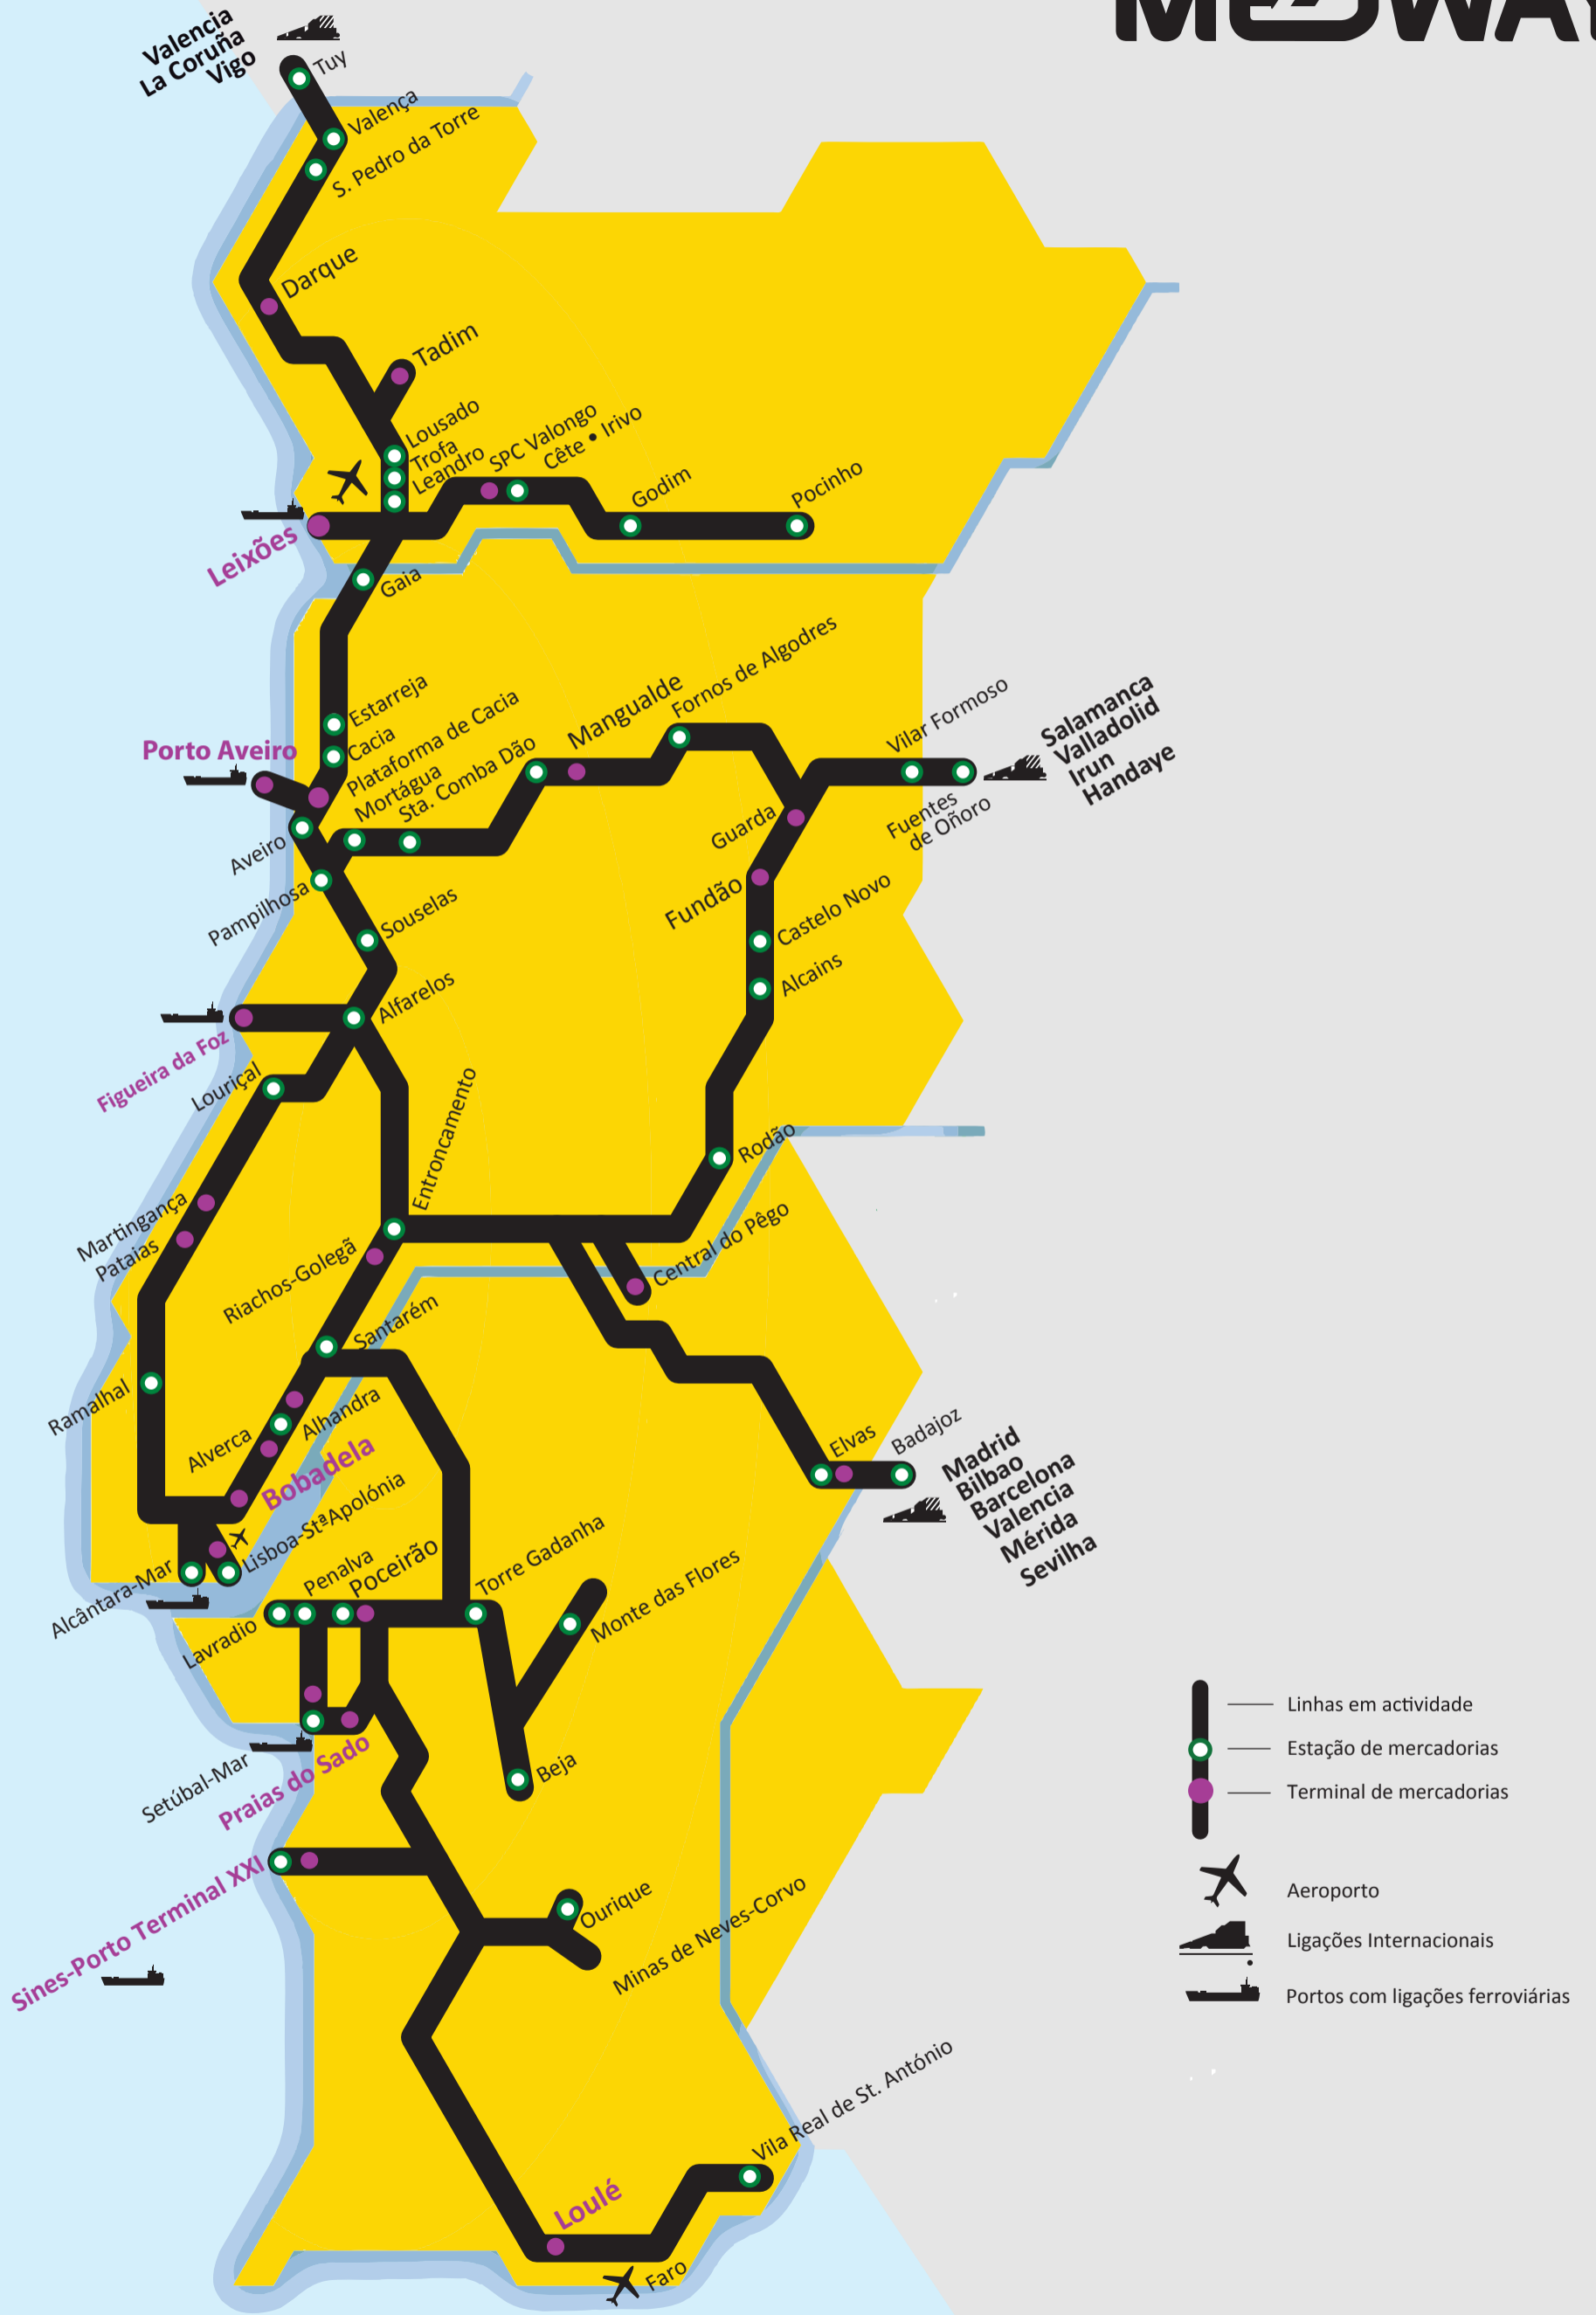 MEDWAY
Valencia
La Coruña
Vigo
Tuy
Valença
S. Pedro da Torre
Darque
Tadim
Lousado
Trofa
Leandro
SPC Valongo
Cête • Irivo
Godim
Pocinho
Leixões
Gaia
Estarreja
Cacia
Plataforma de Cacia
Porto Aveiro
Mortágua
Sta. Comba Dão
Mangualde
Fornos de Algodres
Vilar Formoso
Salamanca
Valladolid
Irun
Handaye
Fuentes
de Oñoro
Guarda
Aveiro
Fundão
Pampilhosa
Souselas
Castelo Novo
Alcains
Alfarelos
Figueira da Foz
Louriçal
Entroncamento
Rodão
Martingança
Pataias
Riachos-Golegã
Central do Pêgo
Santarém
Ramalhal
Alverca
Alhandra
Bobadela
Elvas
Badajoz
Madrid
Bilbao
Barcelona
Valencia
Mérida
Sevilha
Lisboa-StªApolónia
Alcântara-Mar
Penalva
Poceirão
Torre Gadanha
Monte das Flores
Lavradio
Setúbal-Mar
Praias do Sado
Beja
Sines-Porto Terminal XXI
Ourique
Minas de Neves-Corvo
Vila Real de St. António
Loulé
Faro
Linhas em actividade
Estação de mercadorias
Terminal de mercadorias
Aeroporto
Ligações Internacionais
Portos com ligações ferroviárias